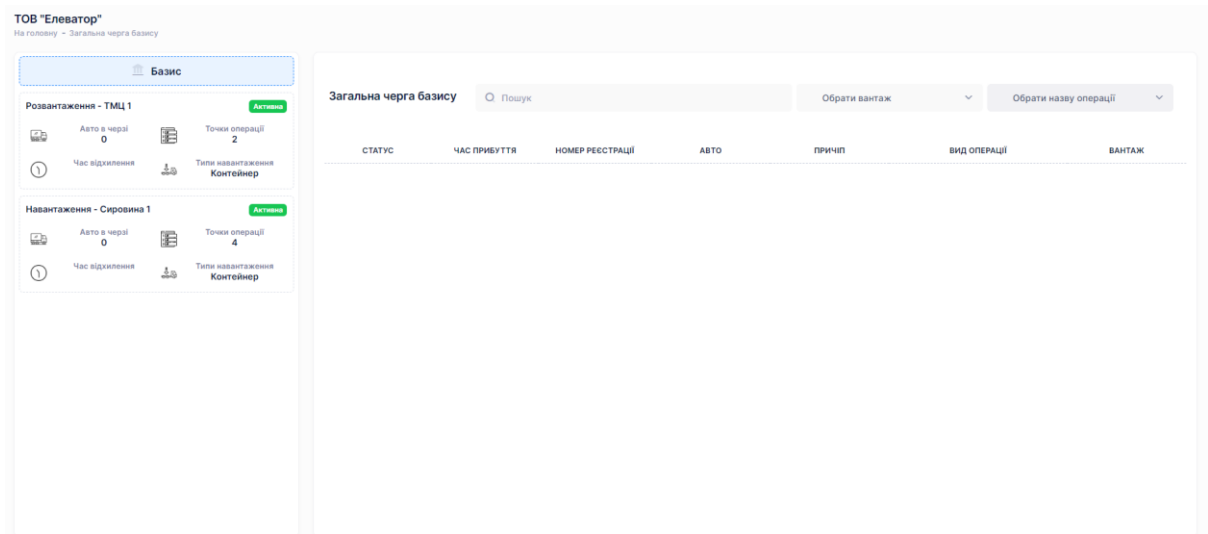 ТОВ "Елеватор"
На головну - Загальна черга базису
Базис
Розвантаження - ТМЦ 1
Активна
Авто в черзі
0
Точки операції
2
Час відхилення
Типи навантаження
Контейнер
Навантаження - Сировина 1
Активна
Авто в черзі
0
Точки операції
4
Час відхилення
Типи навантаження
Контейнер
Загальна черга базису
Пошук
Обрати вантаж
Обрати назву операції
СТАТУС ЧАС ПРИБУТТЯ НОМЕР РЕЄСТРАЦІЇ АВТО ПРИЧІП ВИД ОПЕРАЦІЇ ВАНТАЖ